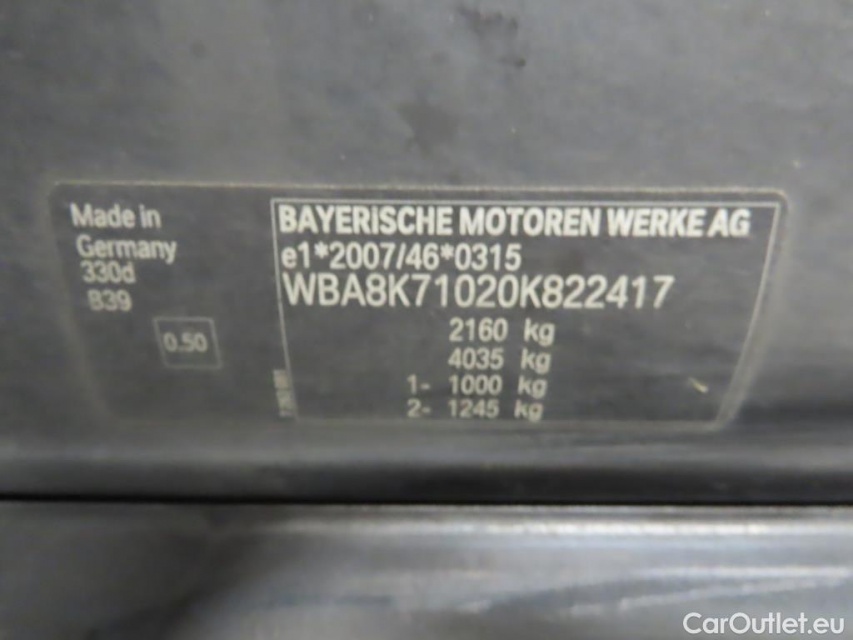 Made in
Germany
330d
B39
0.50
BAYERISCHE MOTOREN WERKE AG
e1*2007/46*0315
WBA8K71020K822417
2160 kg
4035 kg
1- 1000 kg
2- 1245 kg
CarOutlet.eu